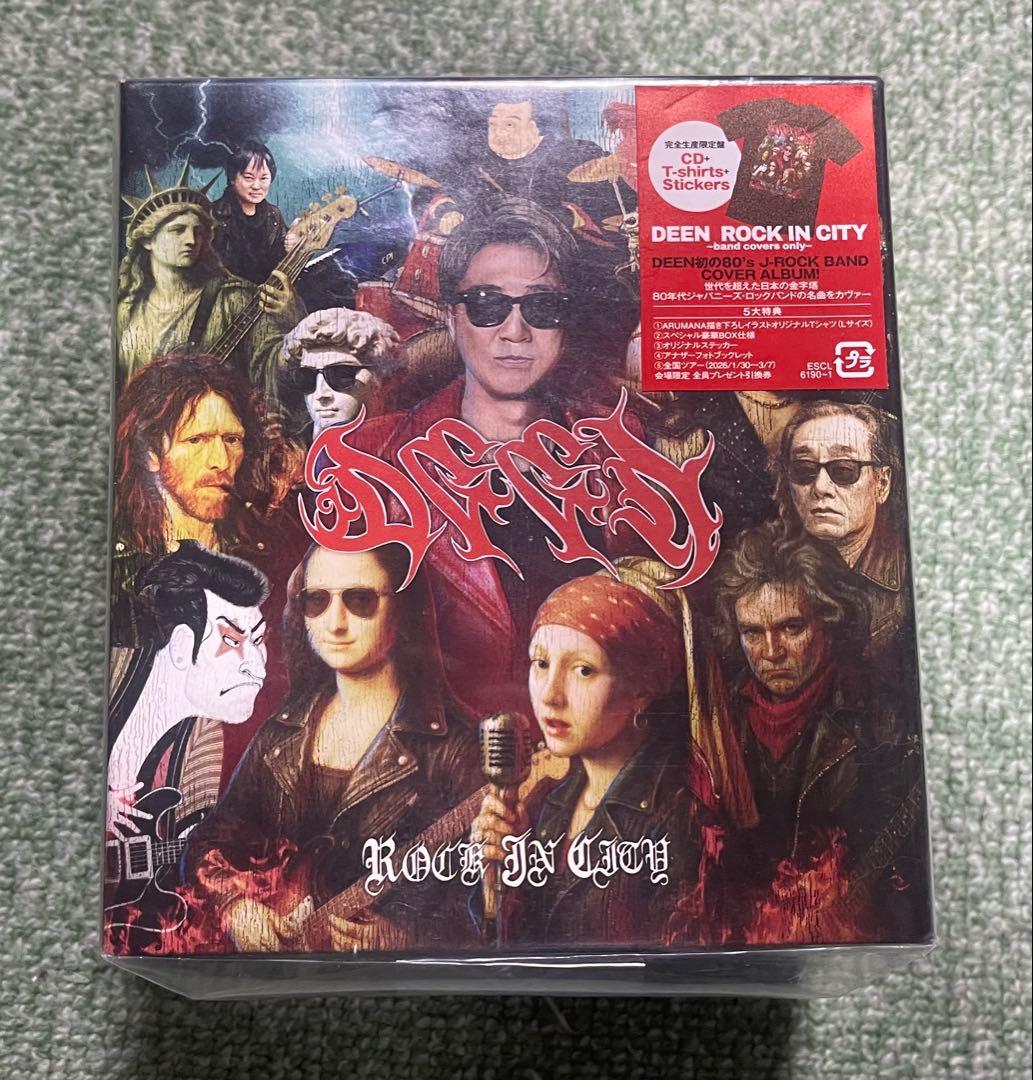 完全生産限定盤
CD+
T-shirts+
Stickers
DEEN ROCK IN CITY
~band covers only~
DEEN初の80's J-ROCK BAND
COVER ALBUM!
世代を超えた日本の金字塔
80年代ジャパニーズ・ロックバンドの名曲をカヴァー
5大特典
①ARUMANA描き下ろしイラストオリジナルTシャツ(Lサイズ)
②スペシャル豪華BOX仕様
③オリジナルステッカー
④アナザーフォトブックレット
⑤全国ツアー(2026/1/30〜3/7)
会場限定 全員プレゼント引換券
ESCL
6190~1
プラ
DEEN
ROCK IN CITY